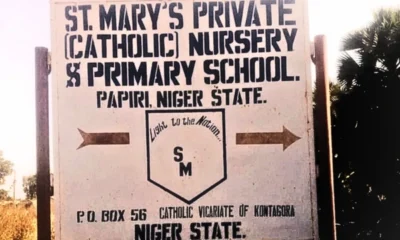 ST. MARY'S PRIVATE
(CATHOLIC) NURSERY
& PRIMARY SCHOOL.
PAPIRI, NIGER STATE.
Light to the Nation...
S
M
P.O. BOX 56 CATHOLIC VICARIATE OF KONTAGORA
NIGER STATE.